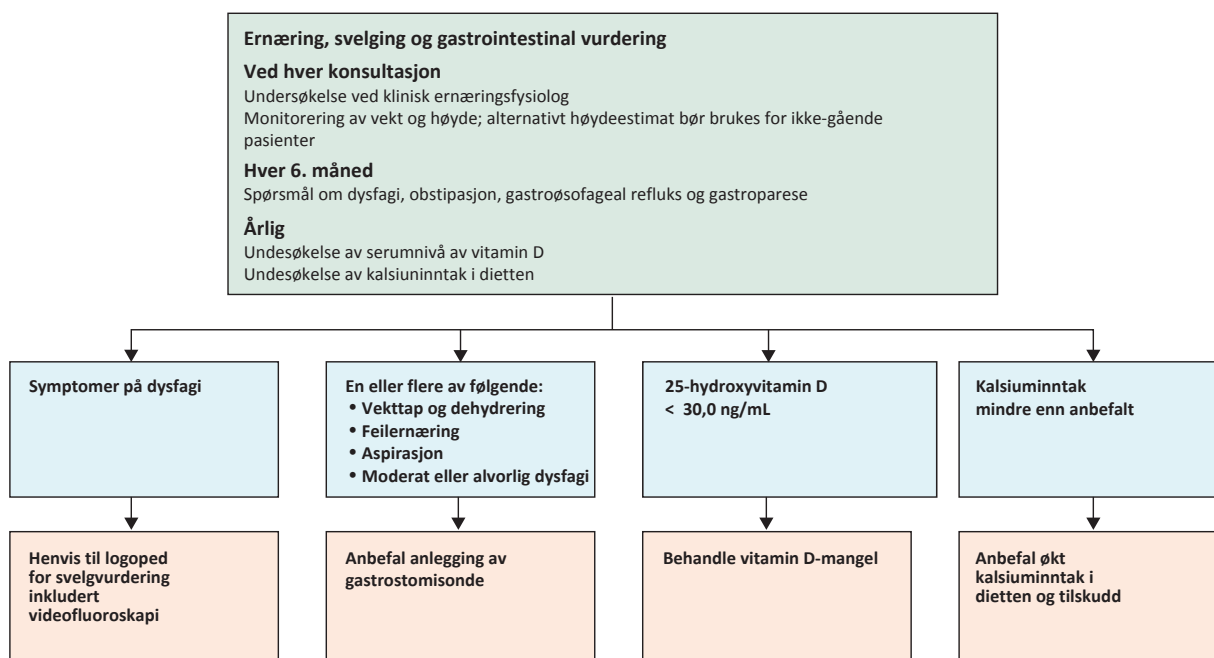 Ernæring, svelging og gastrointestinal vurdering
Ved hver konsultasjon
Undersøkelse ved klinisk ernæringsfysiolog
Monitorering av vekt og høyde; alternativt høydeestimat bør brukes for ikke-gående
pasienter
Hver 6. måned
Spørsmål om dysfagi, obstipasjon, gastroøsofageal refluks og gastroparese
Årlig
Undesøkelse av serumnivå av vitamin D
Undesøkelse av kalsiuninntak i dietten
Symptomer på dysfagi
En eller flere av følgende:
• Vekttap og dehydrering
• Feilernæring
• Aspirasjon
• Moderat eller alvorlig dysfagi
25-hydroxyvitamin D
< 30,0 ng/mL
Kalsiuminntak
mindre enn anbefalt
Henvis til logoped
for svelgvurdering
inkludert
videofluoroskapi
Anbefal anlegging av
gastrostomisonde
Behandle vitamin D-mangel
Anbefal økt
kalsiuminntak i
dietten og tilskudd